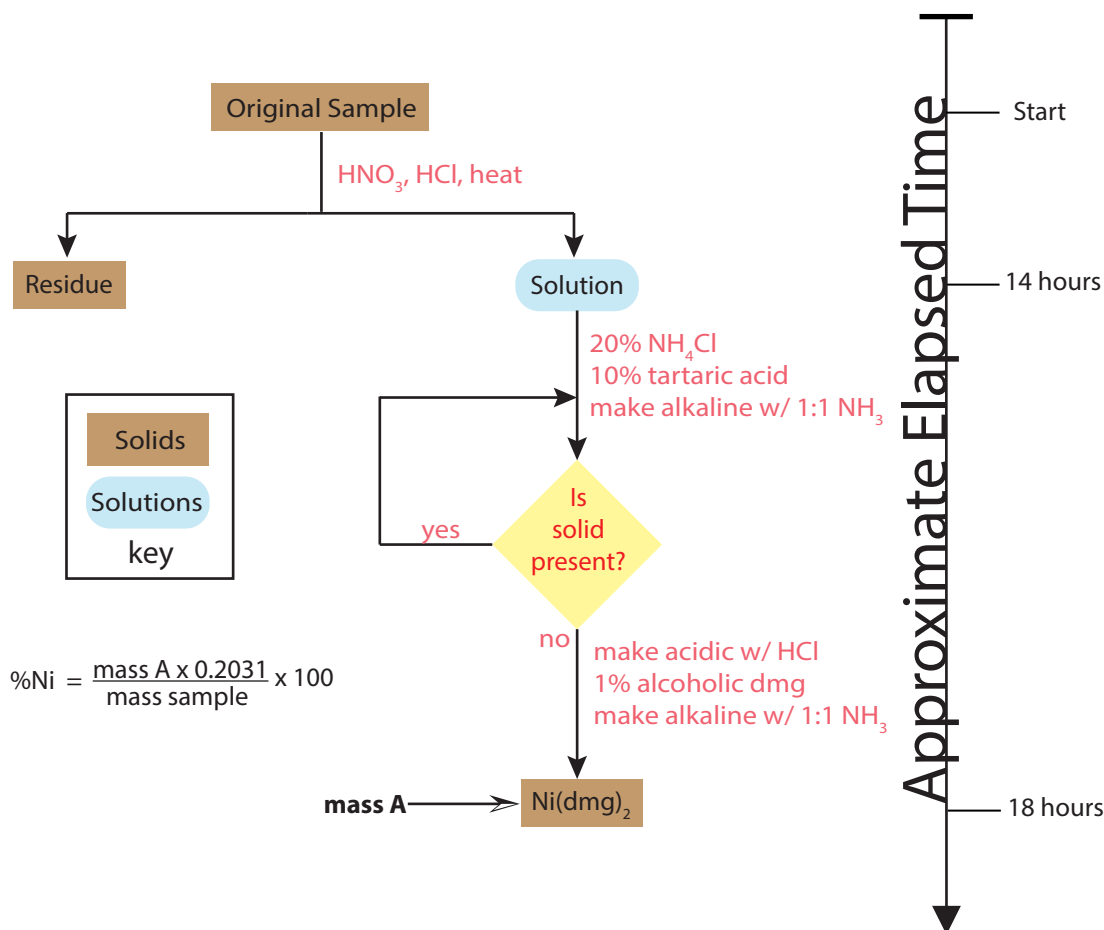 Original Sample
HNO₃, HCl, heat
Residue
Solution
20% NH₄Cl
10% tartaric acid
make alkaline w/ 1:1 NH₃
Solids
Solutions
key
Is
solid
present?
yes
no
make acidic w/ HCl
1% alcoholic dmg
make alkaline w/ 1:1 NH₃
%Ni = mass A x 0.2031 / mass sample x 100
mass A
Ni(dmg)₂
Approximate Elapsed Time
Start
14 hours
18 hours